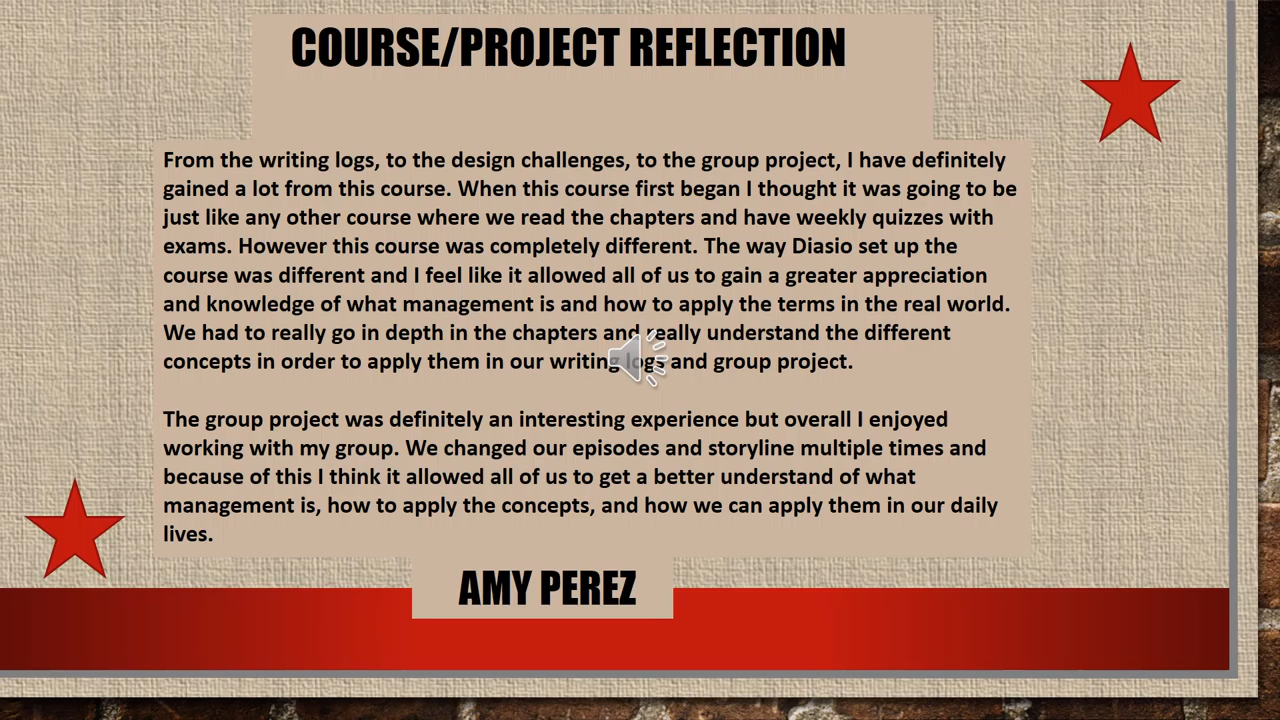 COURSE/PROJECT REFLECTION
From the writing logs, to the design challenges, to the group project, I have definitely
gained a lot from this course. When this course first began I thought it was going to be
just like any other course where we read the chapters and have weekly quizzes with
exams. However this course was completely different. The way Diasio set up the
course was different and I feel like it allowed all of us to gain a greater appreciation
and knowledge of what management is and how to apply the terms in the real world.
We had to really go in depth in the chapters and really understand the different
concepts in order to apply them in our writing logs and group project.
The group project was definitely an interesting experience but overall I enjoyed
working with my group. We changed our episodes and storyline multiple times and
because of this I think it allowed all of us to get a better understand of what
management is, how to apply the concepts, and how we can apply them in our daily
lives.
AMY PEREZ